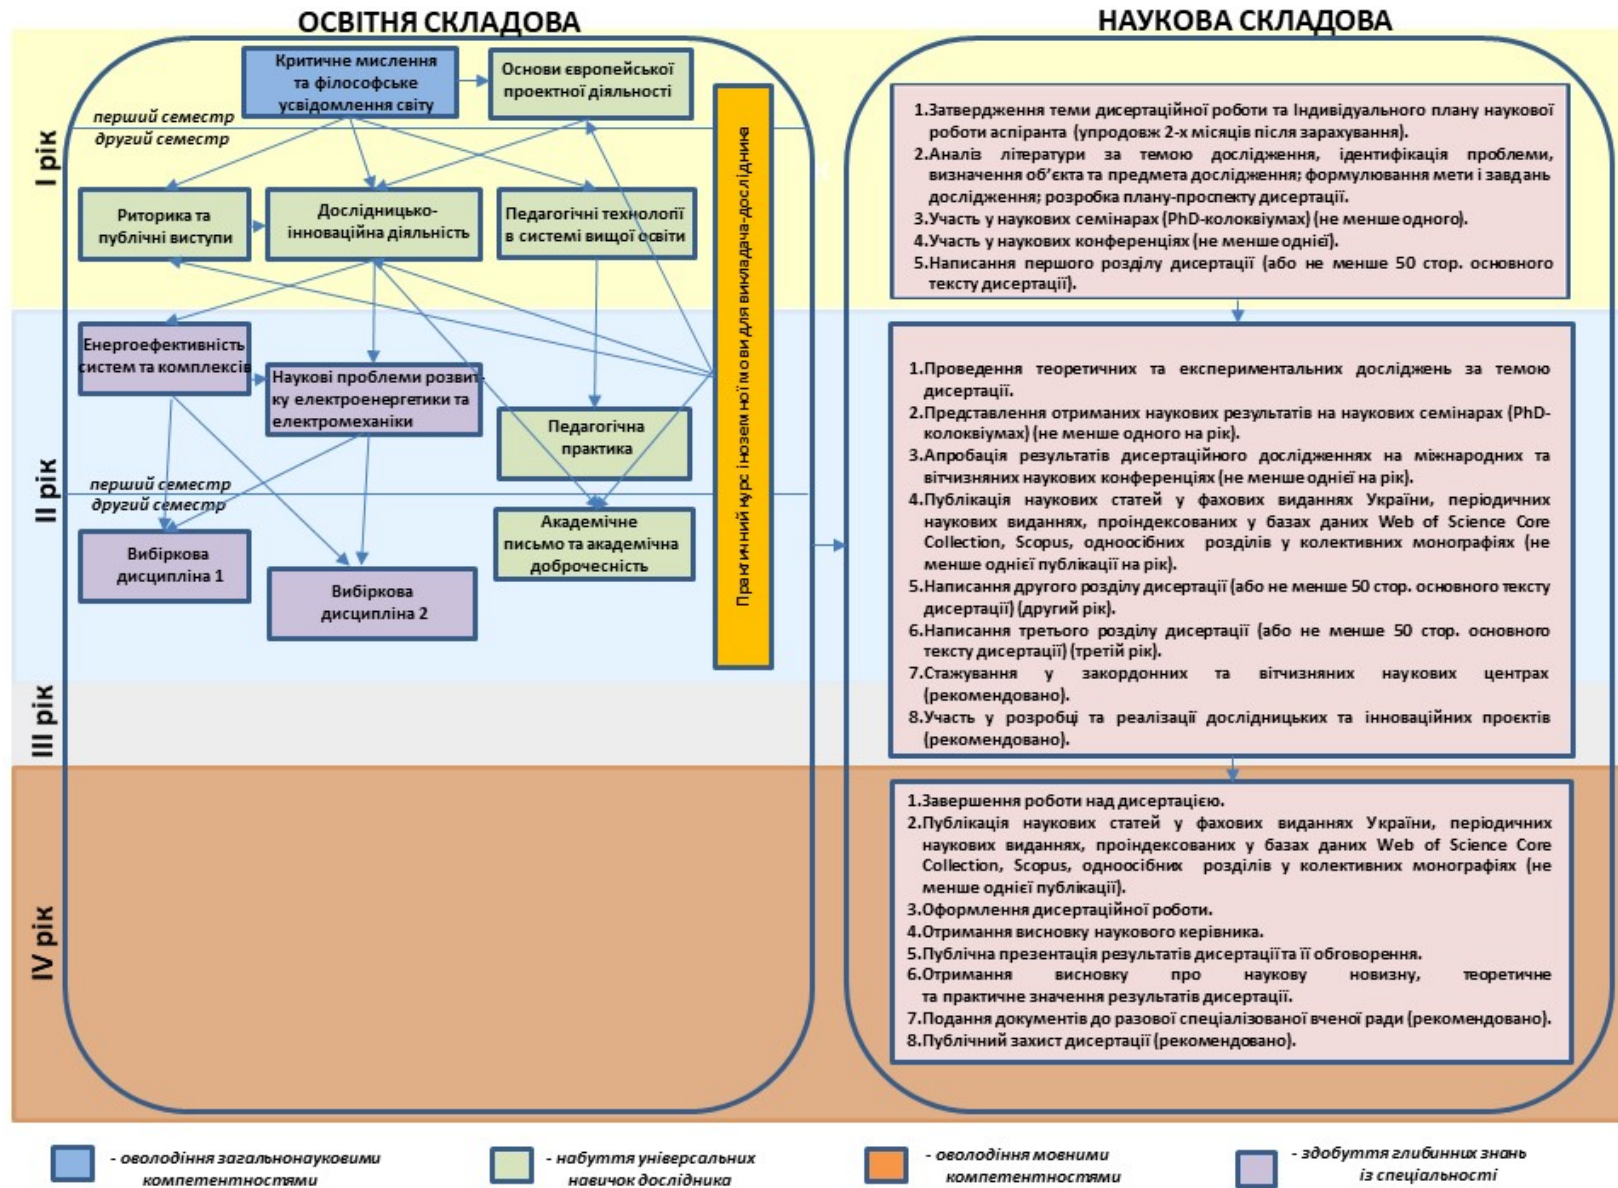 ОСВІТНЯ СКЛАДОВА
НАУКОВА СКЛАДОВА
І рік
ІІ рік
ІІІ рік
IV рік
Критичне мислення
та філософське
усвідомлення світу
Основи європейської
проектної діяльності
перший семестр
другий семестр
Риторика та
публічні виступи
Дослідницько-
інноваційна діяльність
Педагогічні технології
в системі вищої освіти
Енергоефективність
систем та комплексів
Наукові проблеми розвит-
ку електроенергетики та
електромеханіки
Педагогічна
практика
перший семестр
другий семестр
Вибіркова
дисципліна 1
Вибіркова
дисципліна 2
Академічне
письмо та академічна
доброчесність
Практичний курс іноземної мови для викладача-дослідника
1.Затвердження теми дисертаційної роботи та Індивідуального плану наукової
роботи аспіранта (упродовж 2-х місяців після зарахування).
2.Аналіз літератури за темою дослідження, ідентифікація проблеми,
визначення об’єкта та предмета дослідження; формулювання мети і завдань
дослідження; розробка плану-проспекту дисертації.
3.Участь у наукових семінарах (PhD-колоквіумах) (не менше одного).
4.Участь у наукових конференціях (не менше однієї).
5.Написання першого розділу дисертації (або не менше 50 стор. основного
тексту дисертації).
1.Проведення теоретичних та експериментальних досліджень за темою
дисертації.
2.Представлення отриманих наукових результатів на наукових семінарах (PhD-
колоквіумах) (не менше одного на рік).
3.Апробація результатів дисертаційного дослідженнях на міжнародних та
вітчизняних наукових конференціях (не менше однієї на рік).
4.Публікація наукових статей у фахових виданнях України, періодичних
наукових виданнях, проіндексованих у базах даних Web of Science Core
Collection, Scopus, одноосібних розділів у колективних монографіях (не
менше однієї публікації на рік).
5.Написання другого розділу дисертації (або не менше 50 стор. основного тексту
дисертації) (другий рік).
6.Написання третього розділу дисертації (або не менше 50 стор. основного
тексту дисертації) (третій рік).
7.Стажування у закордонних та вітчизняних наукових центрах
(рекомендовано).
8.Участь у розробці та реалізації дослідницьких та інноваційних проєктів
(рекомендовано).
1.Завершення роботи над дисертацією.
2.Публікація наукових статей у фахових виданнях України, періодичних
наукових виданнях, проіндексованих у базах даних Web of Science Core
Collection, Scopus, одноосібних розділів у колективних монографіях (не
менше однієї публікації).
3.Оформлення дисертаційної роботи.
4.Отримання висновку наукового керівника.
5.Публічна презентація результатів дисертації та її обговорення.
6.Отримання висновку про наукову новизну, теоретичне
та практичне значення результатів дисертації.
7.Подання документів до разової спеціалізованої вченої ради (рекомендовано).
8.Публічний захист дисертації (рекомендовано).
- оволодіння загальнонауковими
компетентностями
- набуття універсальних
навичок дослідника
- оволодіння мовними
компетентностями
- здобуття глибинних знань
із спеціальності